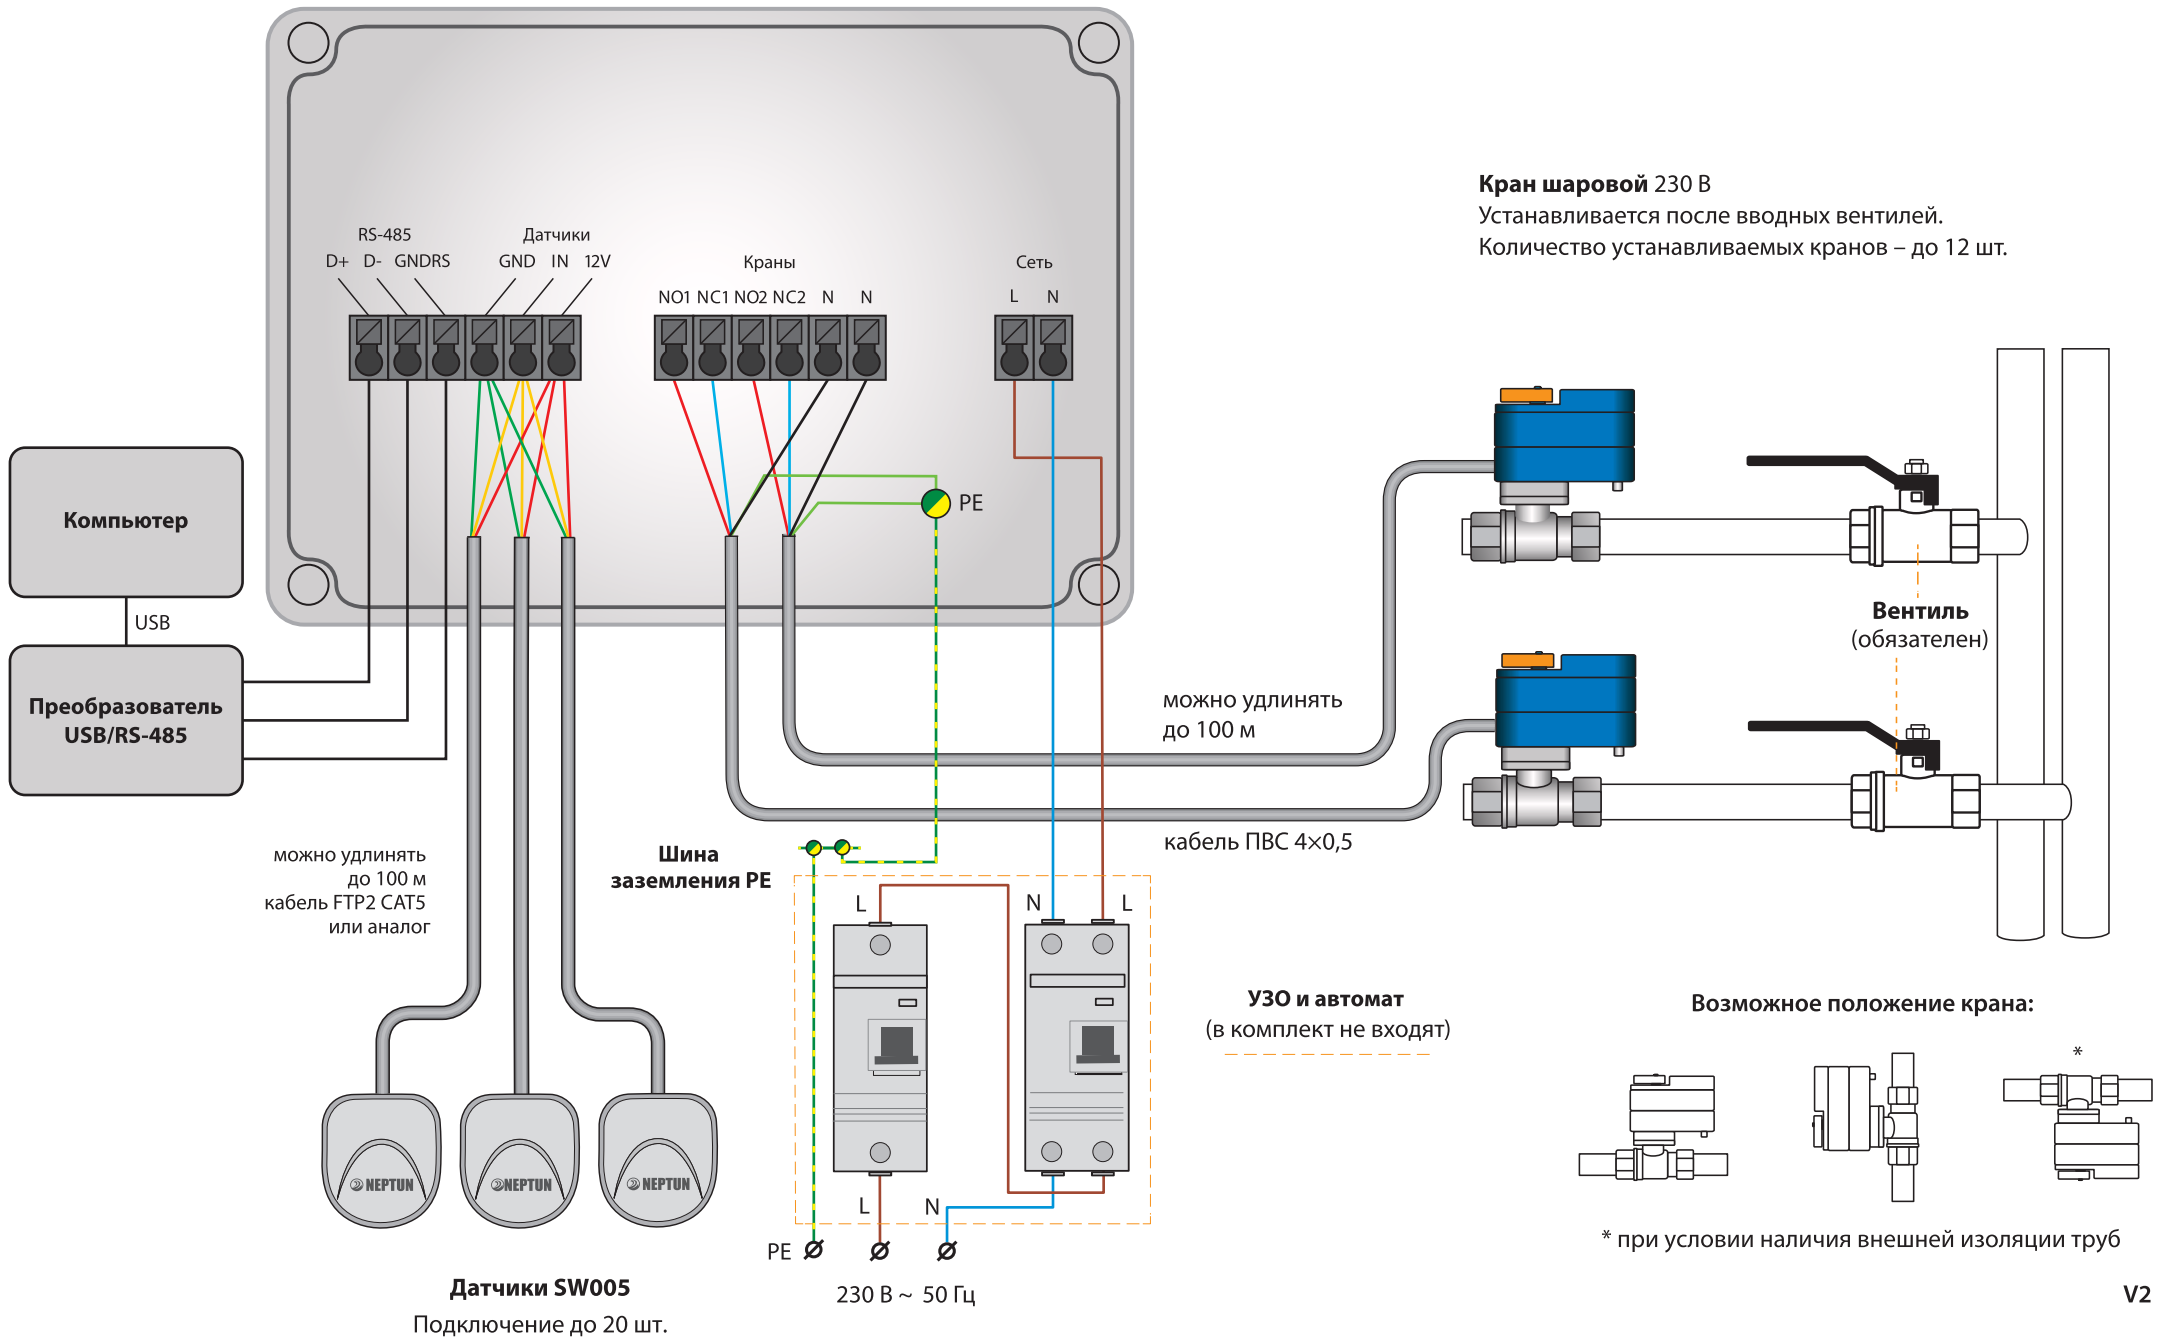 Кран шаровой 230 В
Устанавливается после вводных вентилей.
Количество устанавливаемых кранов – до 12 шт.
RS-485
Датчики
D+ D- GNDRS GND IN 12V
Краны
NO1 NC1 NO2 NC2 N N
Сеть
L N
PE
Компьютер
USB
Преобразователь
USB/RS-485
Вентиль
(обязателен)
можно удлинять
до 100 м
кабель ПВС 4×0,5
можно удлинять
до 100 м
кабель FTP2 CAT5
или аналог
Шина
заземления PE
L
N
L
УЗО и автомат
(в комплект не входят)
L
N
PE
230 В ~ 50 Гц
NEPTUN
NEPTUN
NEPTUN
Датчики SW005
Подключение до 20 шт.
Возможное положение крана:
*
* при условии наличия внешней изоляции труб
V2